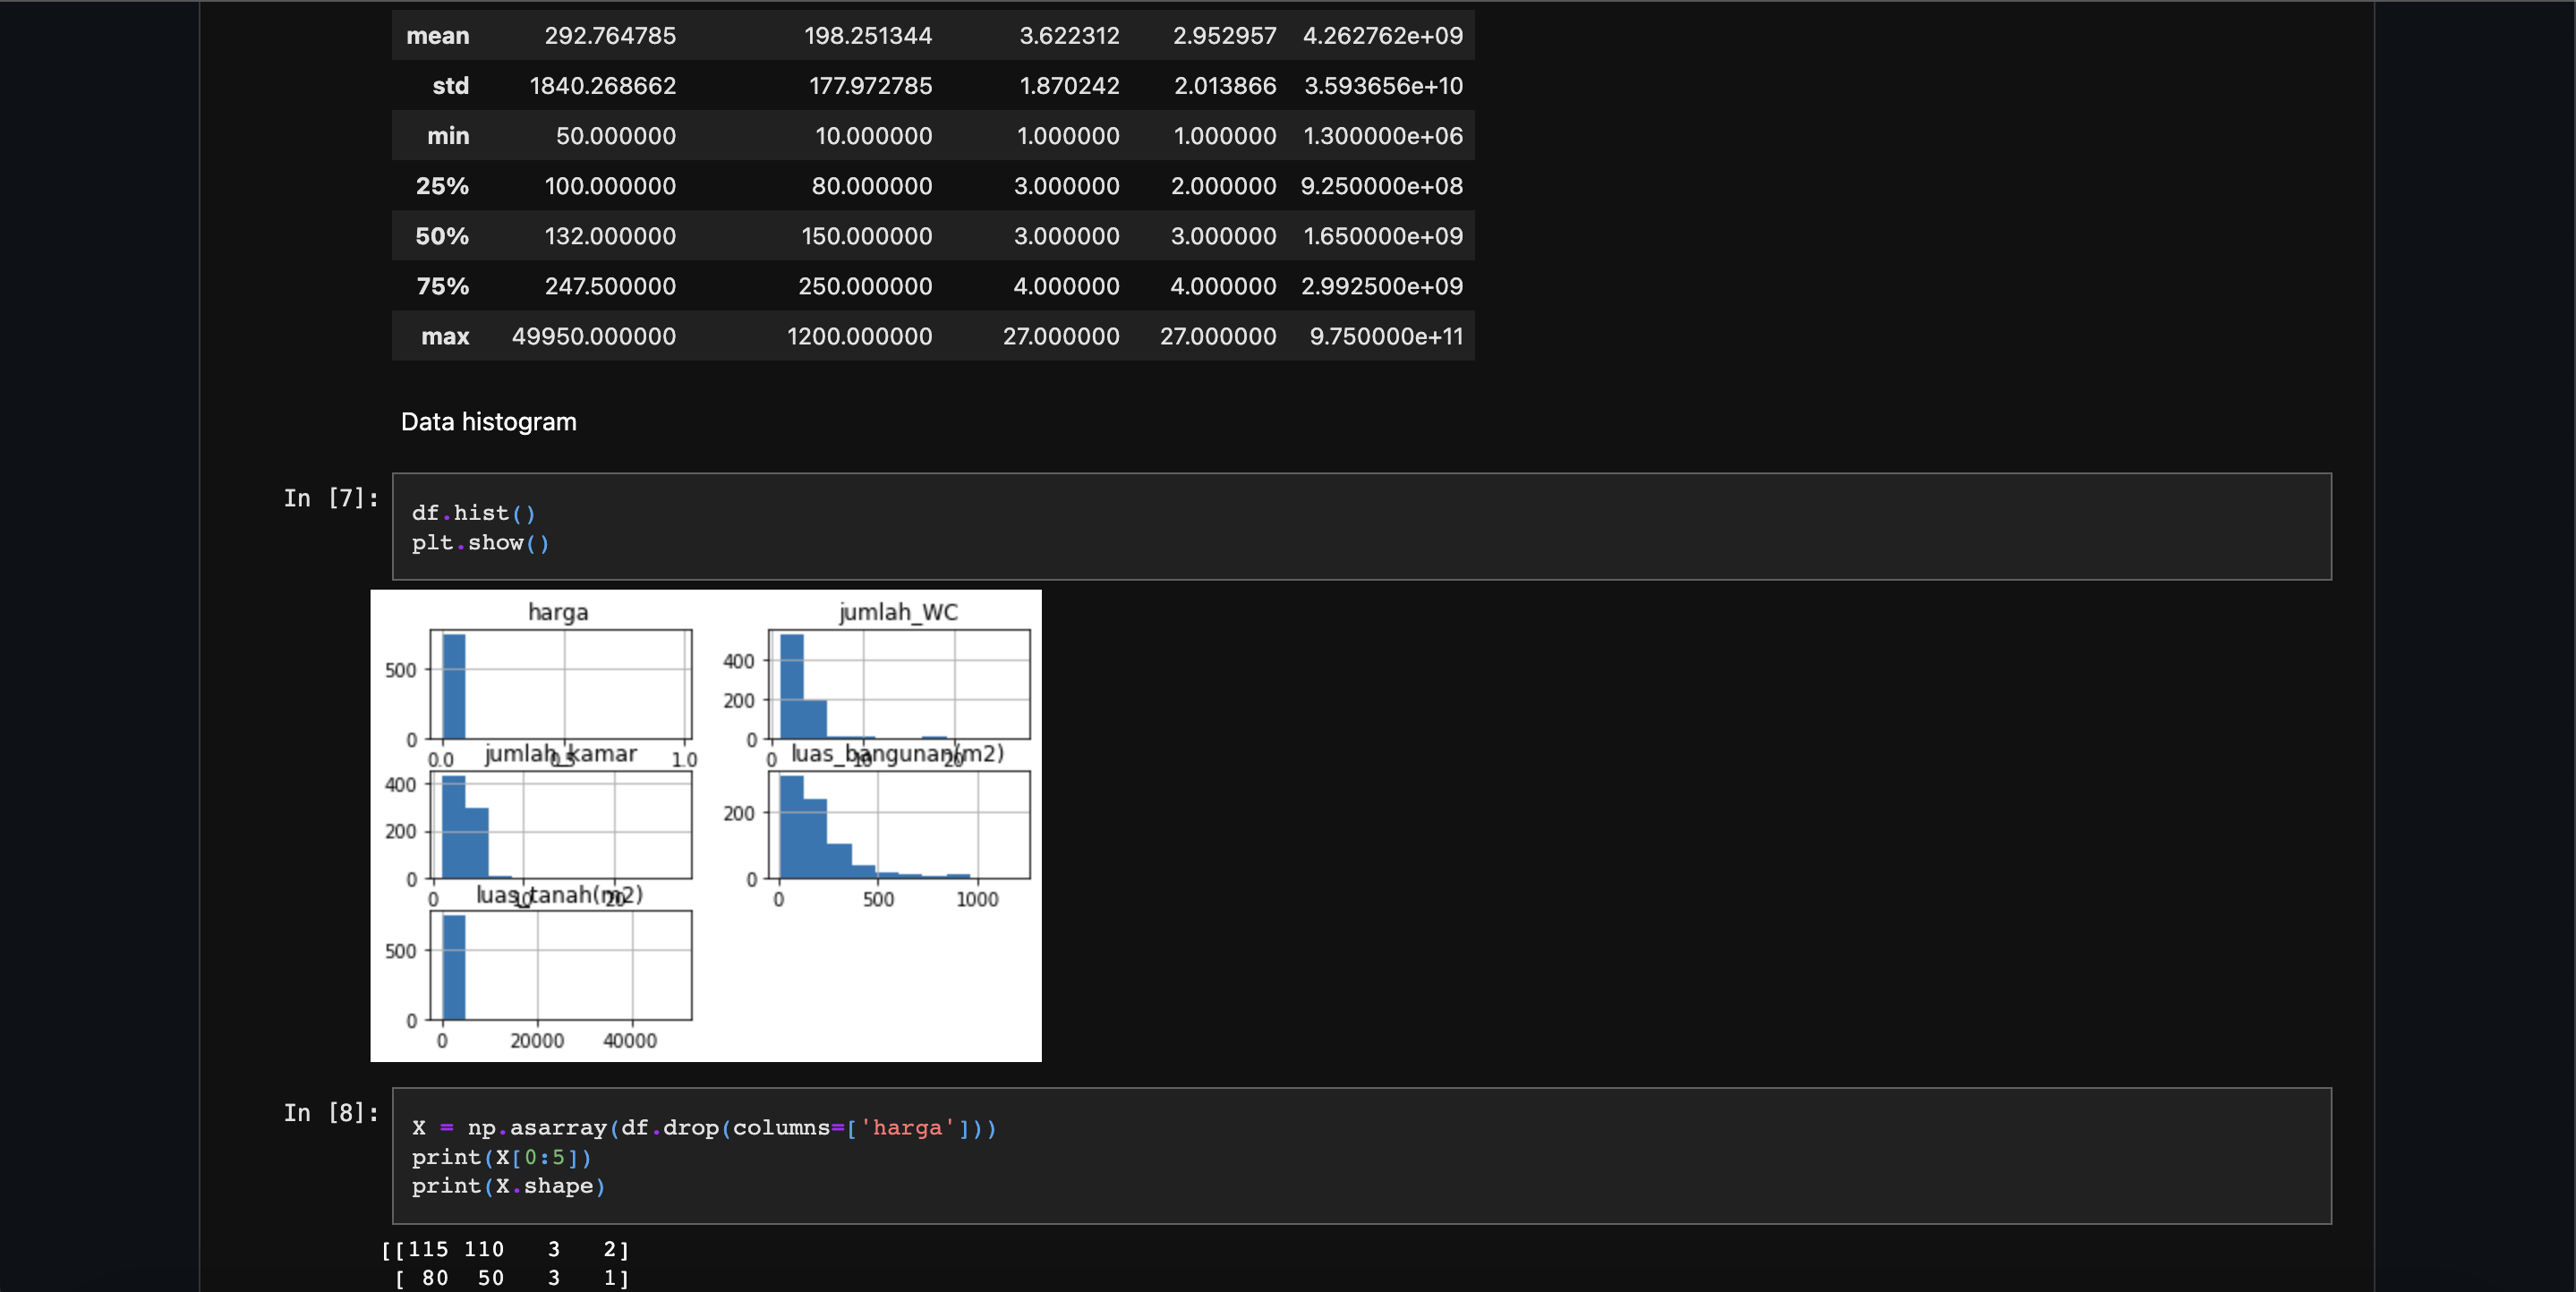 mean 292.764785 198.251344 3.622312 2.952957 4.262762e+09
std 1840.268662 177.972785 1.870242 2.013866 3.593656e+10
min 50.000000 10.000000 1.000000 1.000000 1.300000e+06
25% 100.000000 80.000000 3.000000 2.000000 9.250000e+08
50% 132.000000 150.000000 3.000000 3.000000 1.650000e+09
75% 247.500000 250.000000 4.000000 4.000000 2.992500e+09
max 49950.000000 1200.000000 27.000000 27.000000 9.750000e+11
Data histogram
In [7]:
df.hist()
plt.show()
harga
500
0
0.0 0.5 1.0
jumlah_WC
400
200
0
0 10 20
jumlah_kamar
400
200
0
0 10 20
luas_bangunan(m2)
200
0
0 500 1000
luas_tanah(m2)
500
0
0 20000 40000
In [8]:
X = np.asarray(df.drop(columns=['harga']))
print(X[0:5])
print(X.shape)
[[115 110 3 2]
[ 80 50 3 1]